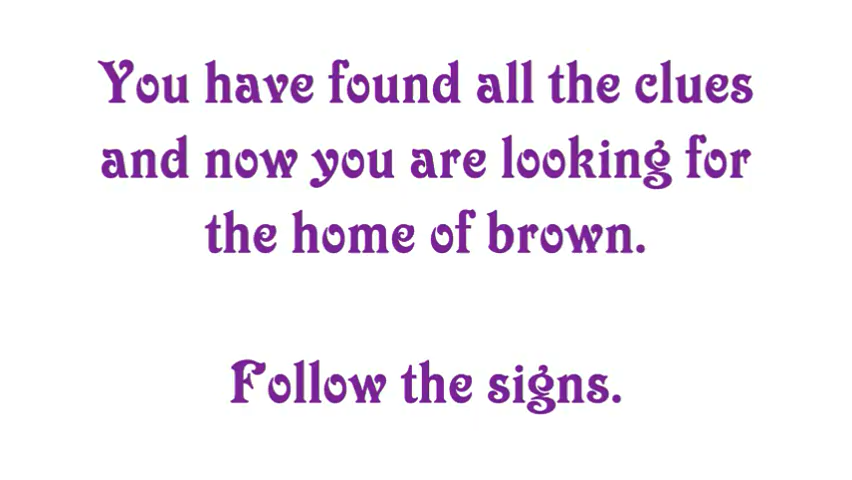 You have found all the clues
and now you are looking for
the home of brown.
Follow the signs.